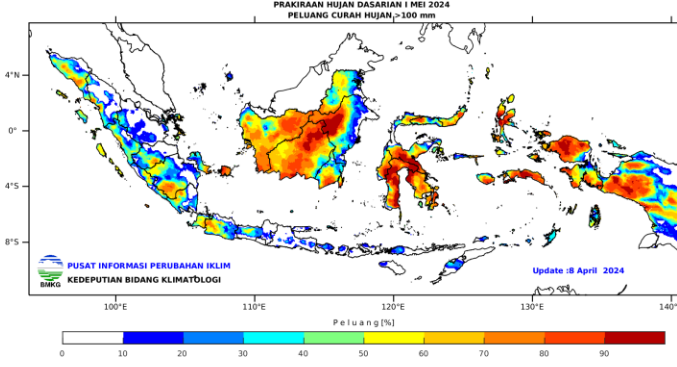 PRAKIRAAN HUJAN DASARIAN I MEI 2024
PELUANG CURAH HUJAN >100 mm
4°N
0°
4°S
8°S
PUSAT INFORMASI PERUBAHAN IKLIM
KEDEPUTIAN BIDANG KLIMATOLOGI
BMKG
Update :8 April 2024
100°E 110°E 120°E 130°E 140°
Peluang[%]
0 10 20 30 40 50 60 70 80 90